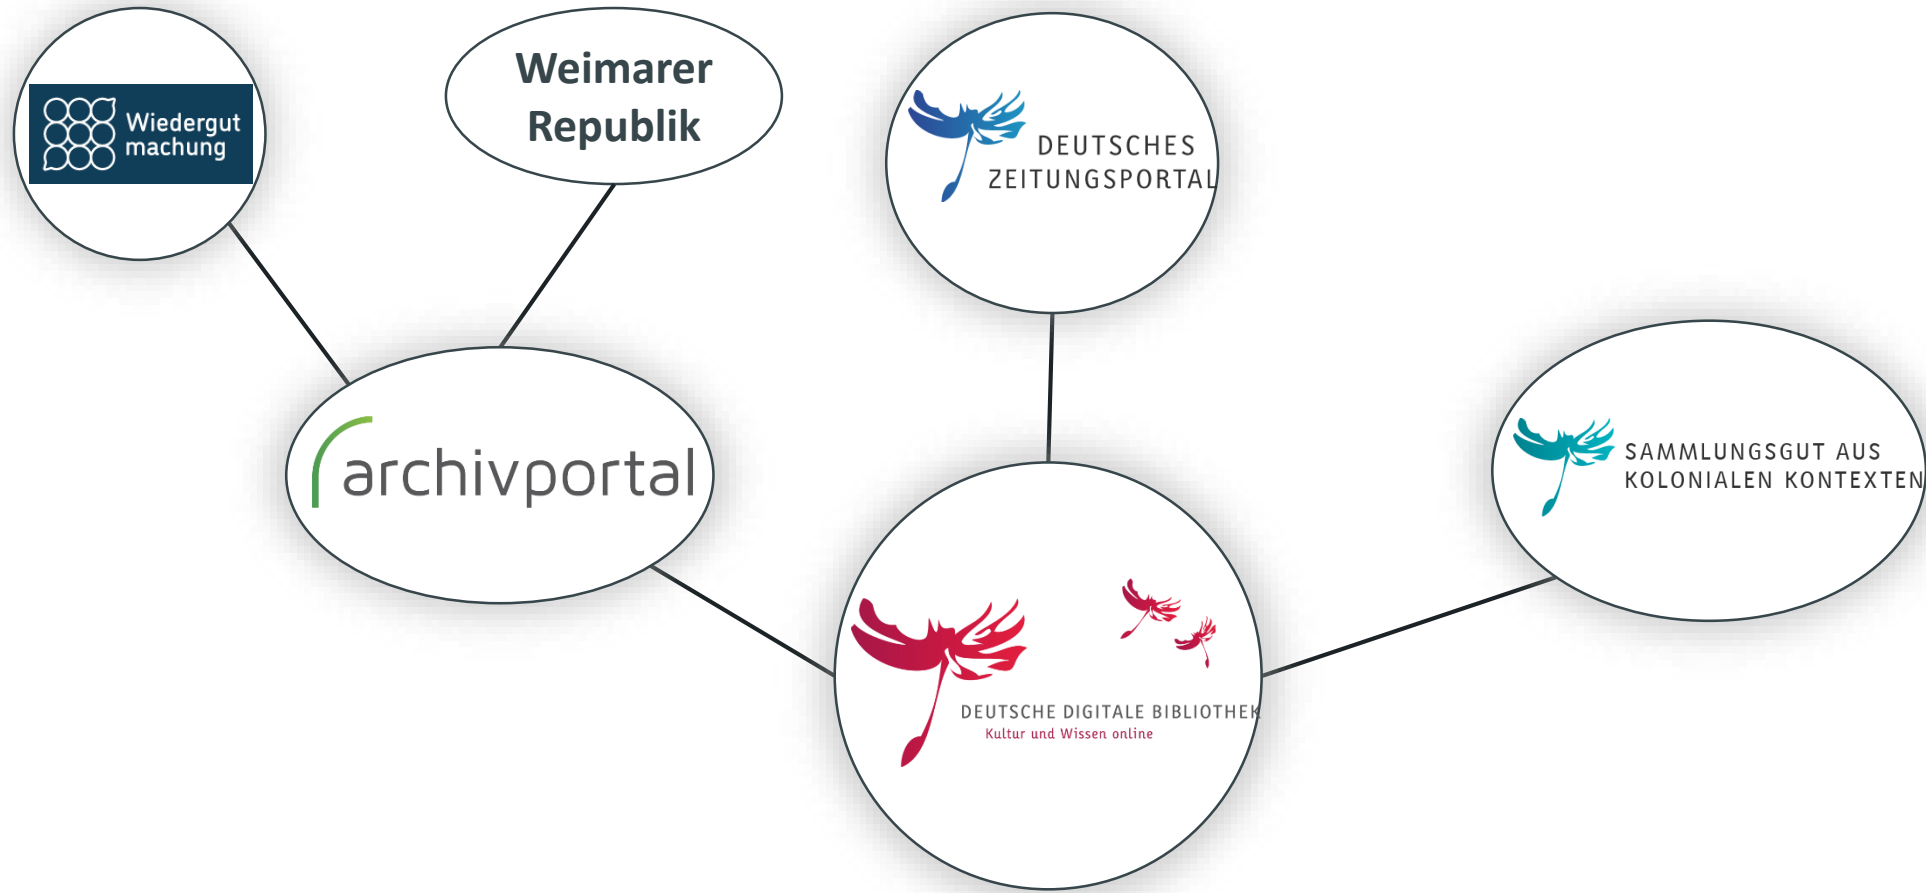 Wiedergut
machung
Weimarer
Republik
DEUTSCHES
ZEITUNGSPORTAL
archivportal
SAMMLUNGSGUT AUS
KOLONIALEN KONTEXTEN
DEUTSCHE DIGITALE BIBLIOTHEK
Kultur und Wissen online